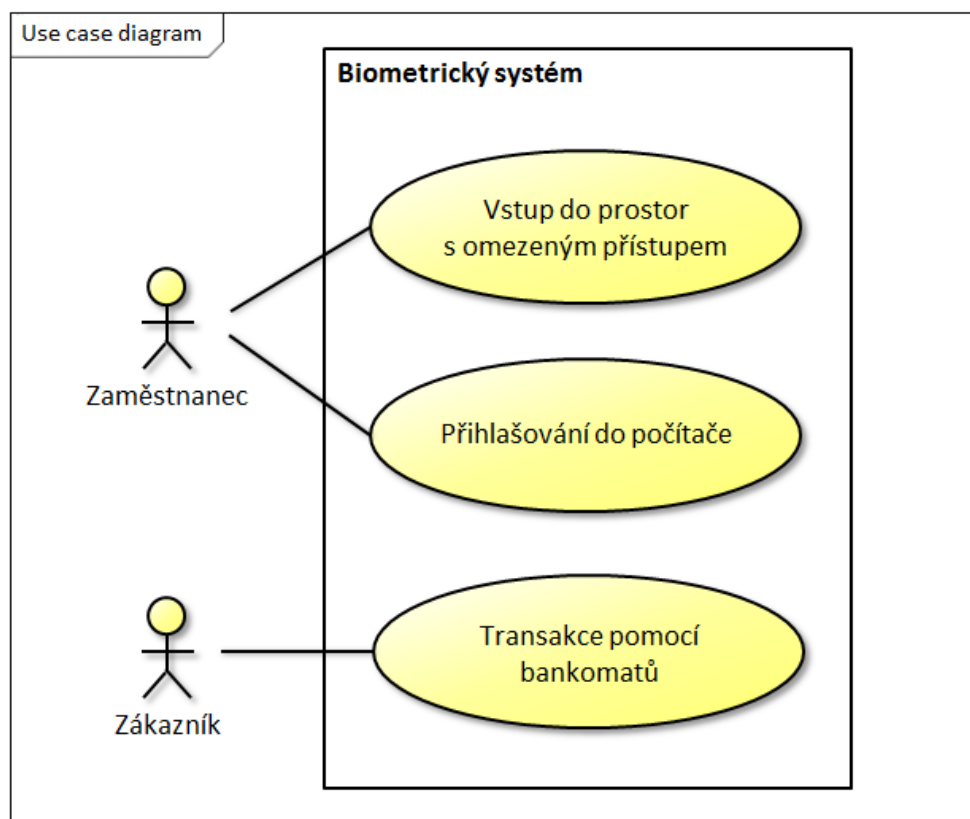 Use case diagram
Biometrický systém
Vstup do prostor
s omezeným přístupem
Zaměstnanec
Přihlašování do počítače
Transakce pomocí
bankomatů
Zákazník